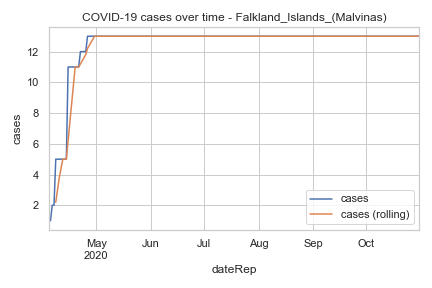 COVID-19 cases over time - Falkland_Islands_(Malvinas)
12
10
8
6
4
2
cases
cases
cases (rolling)
May
2020
Jun
Jul
Aug
Sep
Oct
dateRep